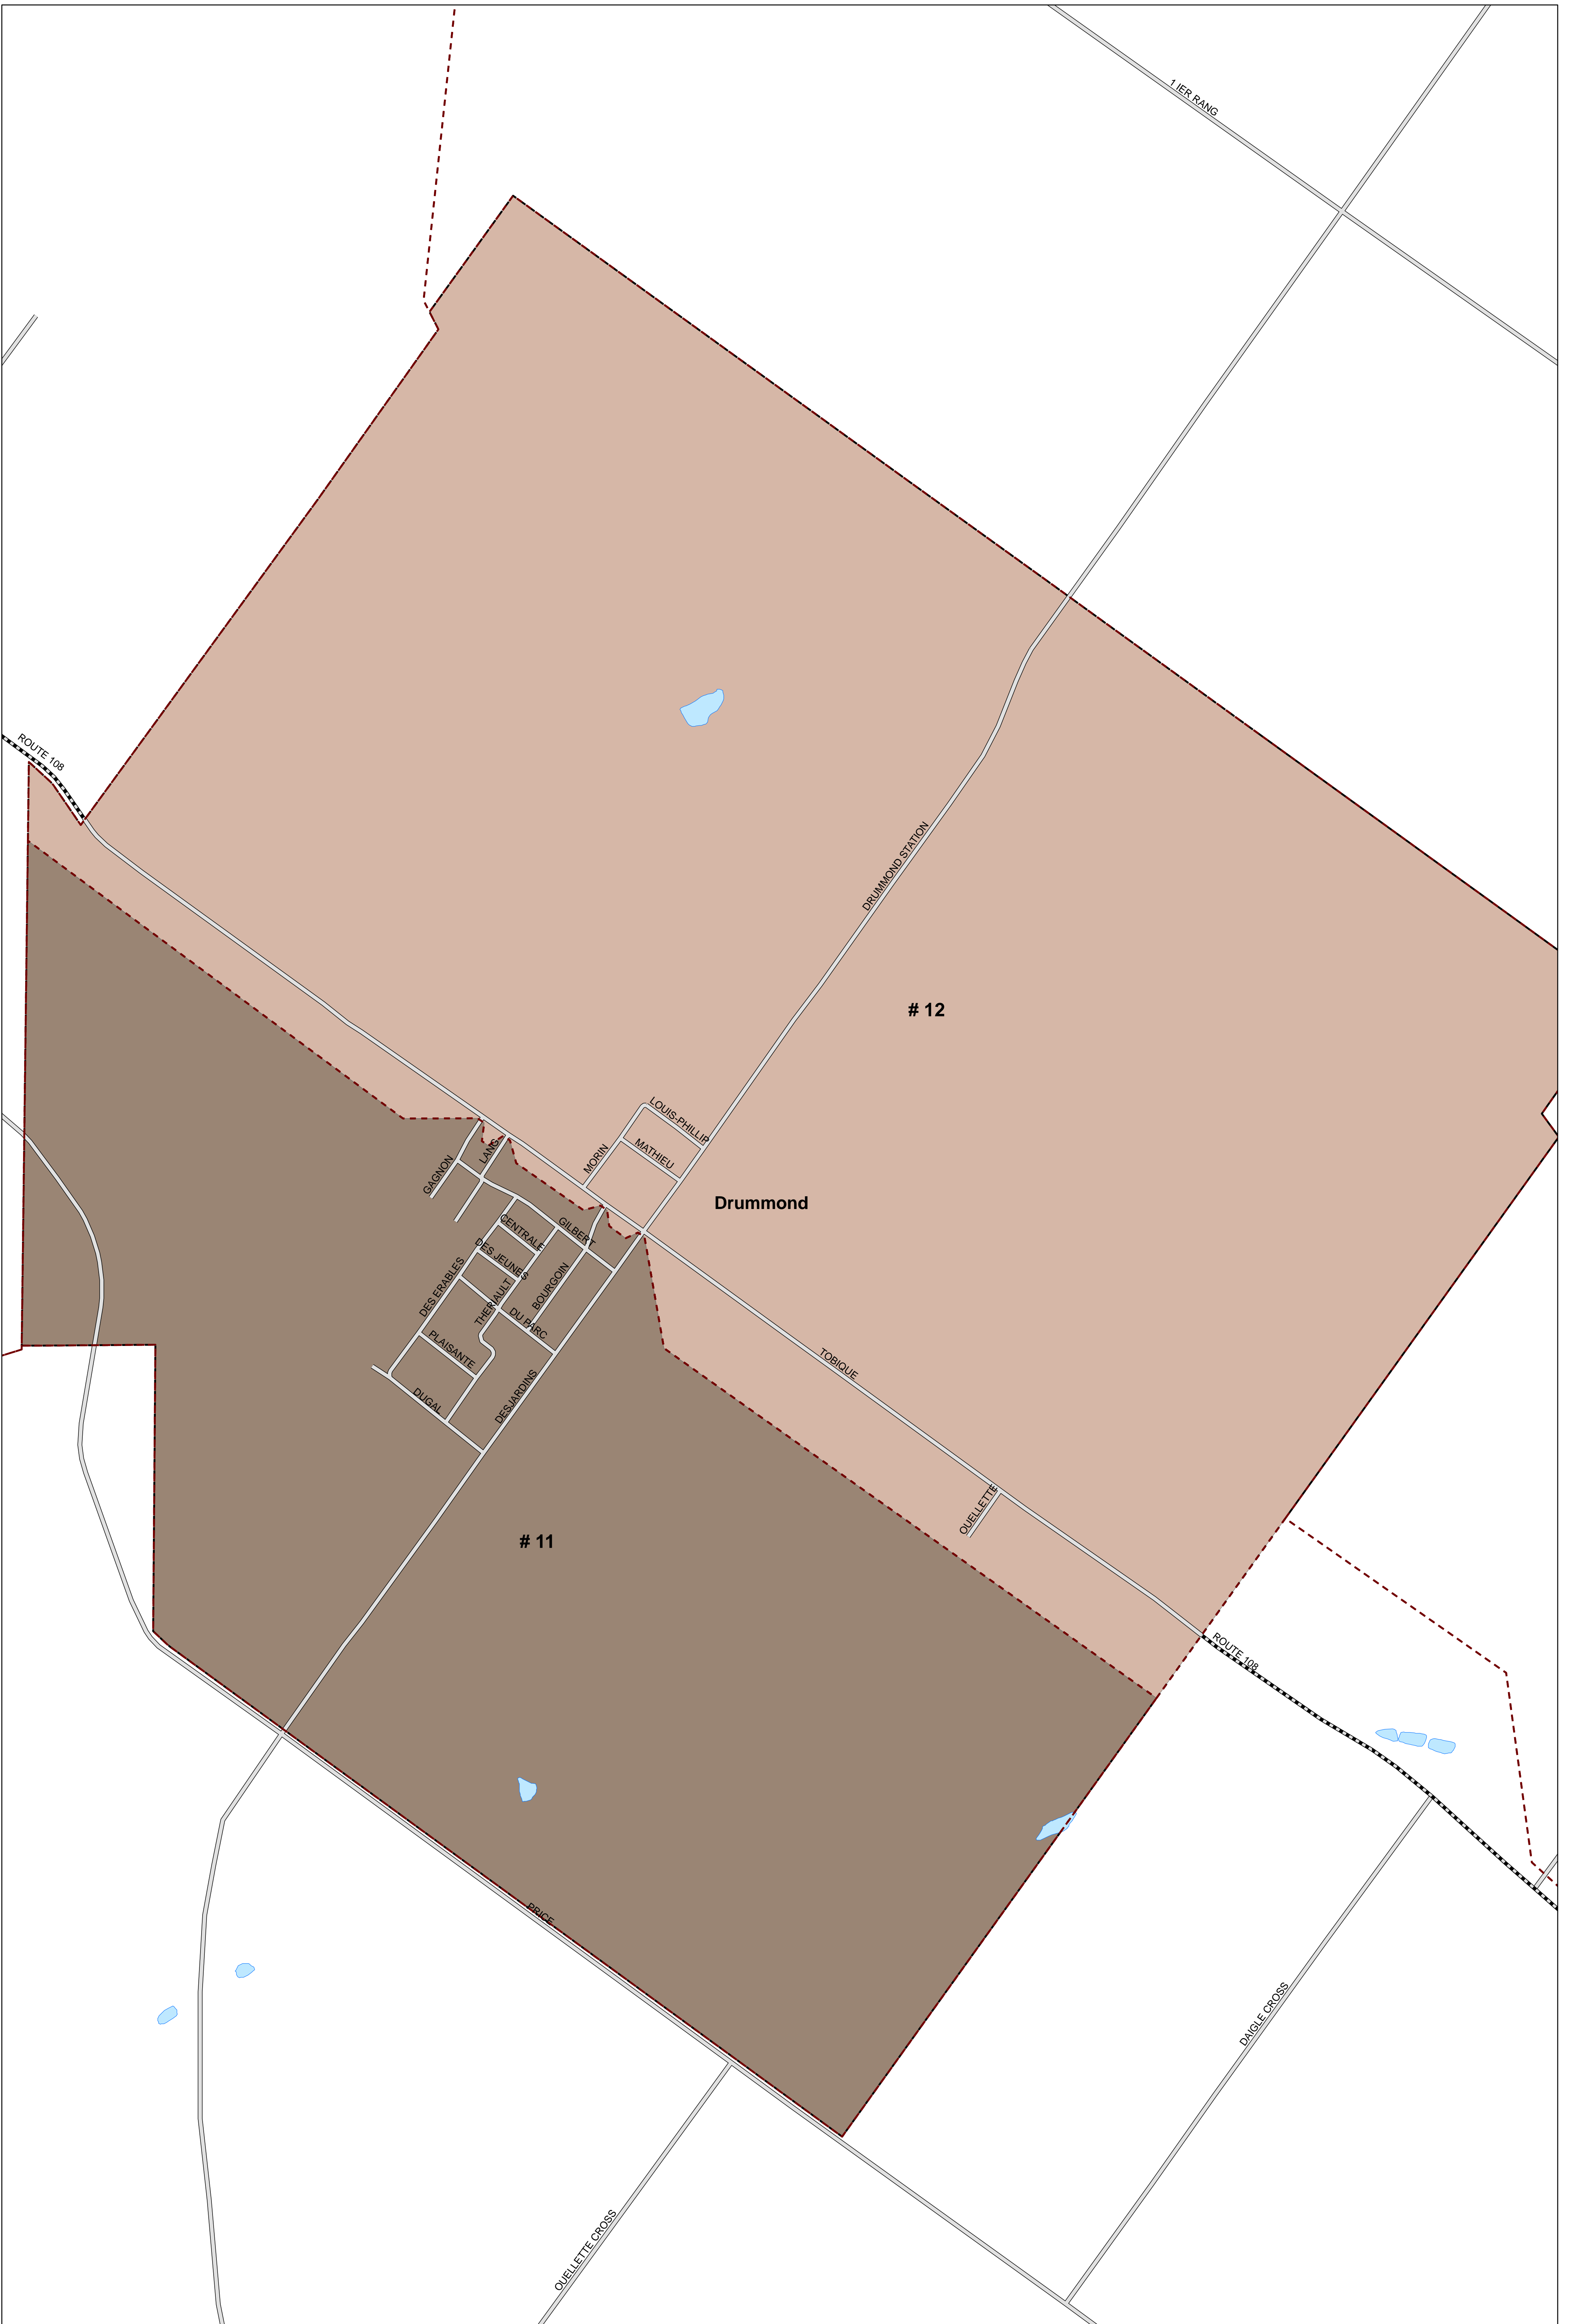 1 IER RANG
ROUTE 108
DRUMMOND STATION
# 12
LOUIS-PHILLIP
MATHIEU
MORIN
LANG
GAGNON
Drummond
CENTRALE
GILBERT
DES JEUNES
DES ERABLES
BOURGOIN
THERIAULT
DU PARC
PLAISANTE
DUGAL
DESJARDINS
TOBIQUE
OUELLETTE
# 11
ROUTE 108
PRICE
DAIGLE CROSS
OUELLETTE CROSS